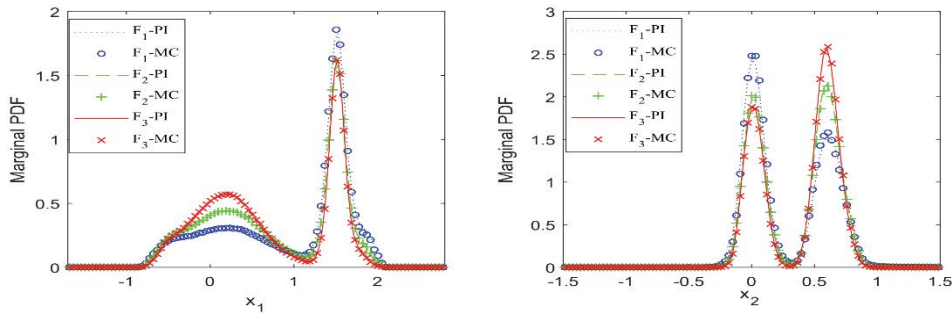 2
1.5
1
0.5
0
Marginal PDF
F1-PI
F1-MC
F2-PI
F2-MC
F3-PI
F3-MC
-1 0 1 2
x1
3
2.5
2
1.5
1
0.5
0
Marginal PDF
F1-PI
F1-MC
F2-PI
F2-MC
F3-PI
F3-MC
-1.5 -1 -0.5 0 0.5 1 1.5
x2